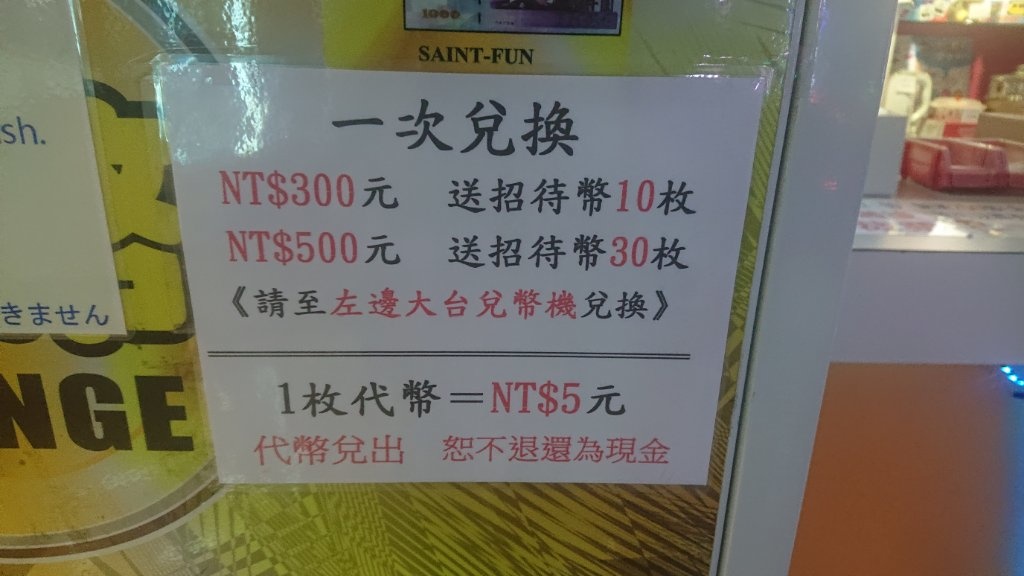 1000
SAINT-FUN
sh.
一次兌換
NT$300元 送招待幣10枚
NT$500元 送招待幣30枚
《請至左邊大台兌幣機兌換》
1枚代幣=NT$5元
代幣兌出 恕不退還為現金
きません
NGE